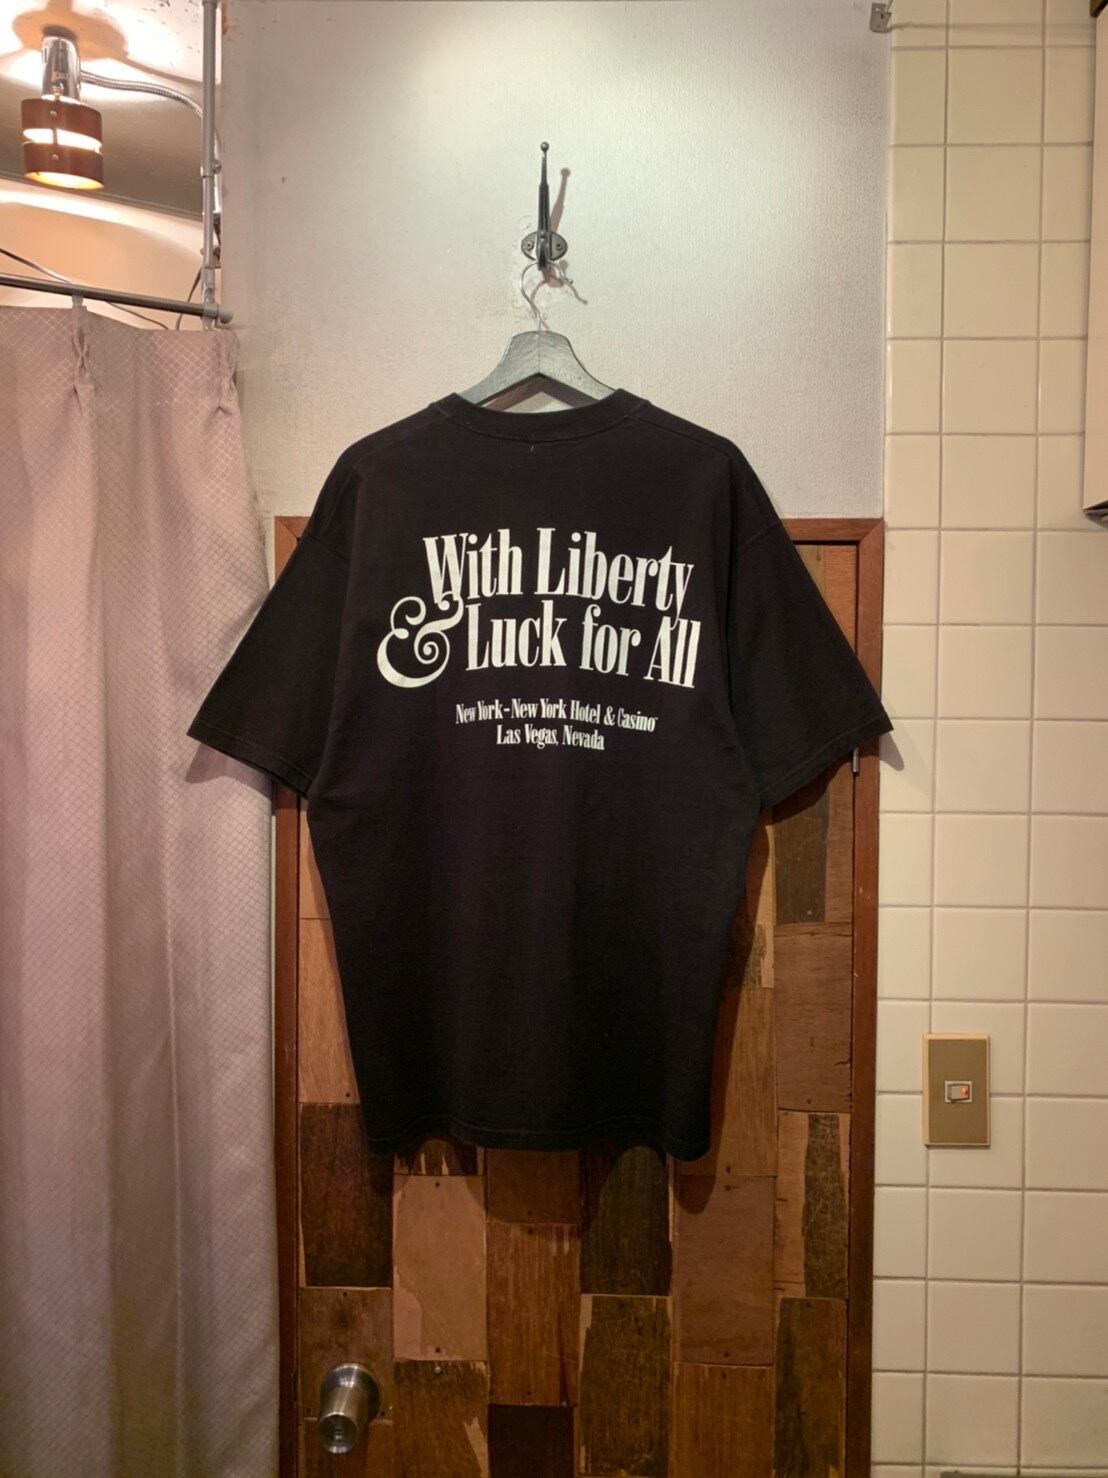 With Liberty
& Luck for All
New York-New York Hotel & Casino
Las Vegas, Nevada